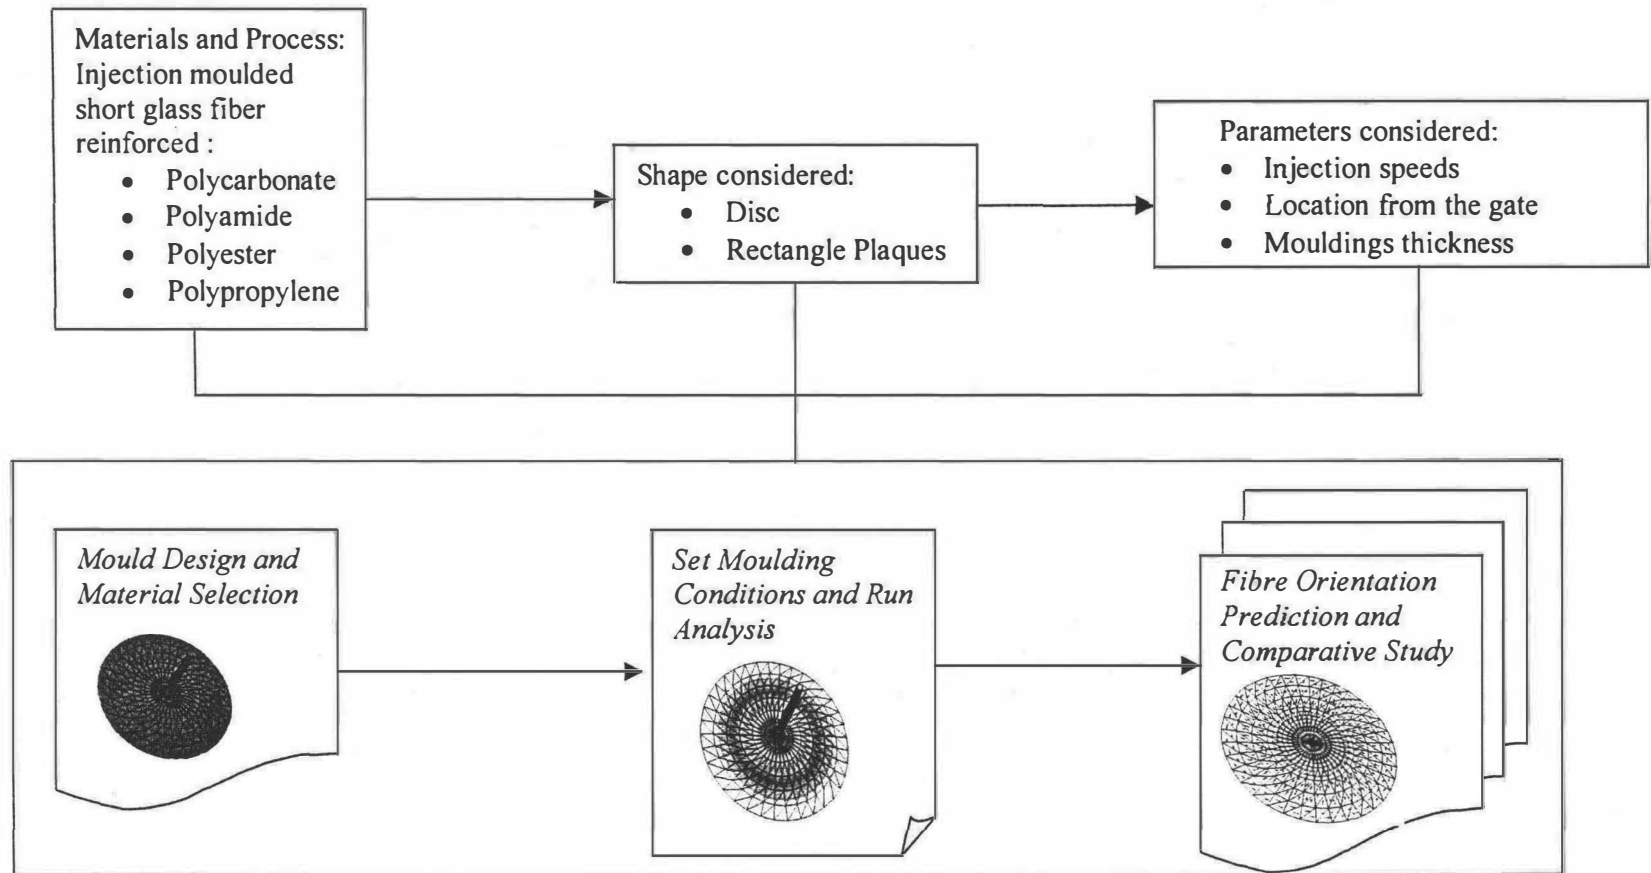 Materials and Process:
Injection moulded
short glass fiber
reinforced :
• Polycarbonate
• Polyamide
• Polyester
• Polypropylene
Shape considered:
• Disc
• Rectangle Plaques
Parameters considered:
• Injection speeds
• Location from the gate
• Mouldings thickness
Mould Design and
Material Selection
Set Moulding
Conditions and Run
Analysis
Fibre Orientation
Prediction and
Comparative Study